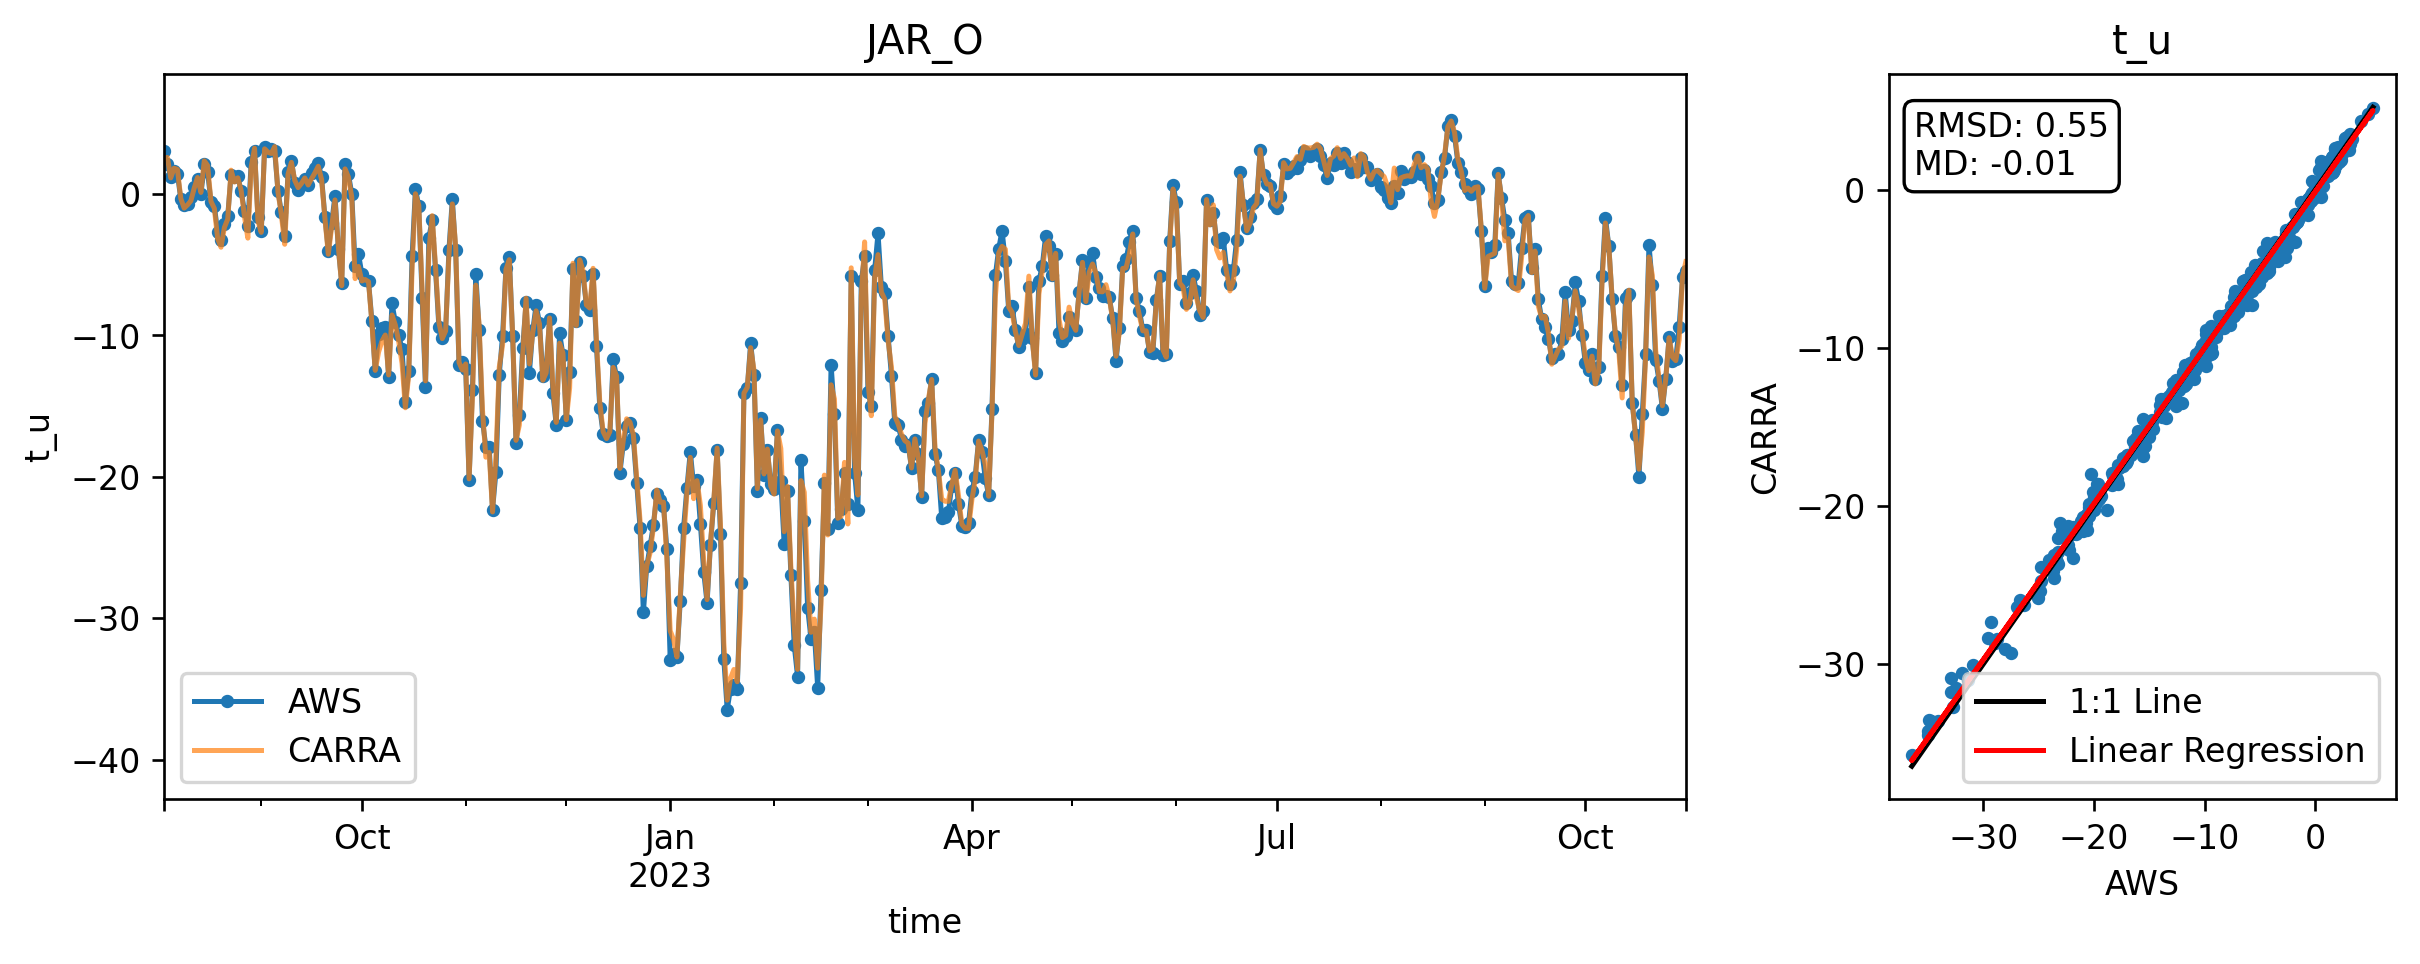 JAR_O
t_u
0
−10
−20
−30
−40
AWS
CARRA
Oct
Jan
2023
Apr
Jul
Oct
time
t_u
CARRA
RMSD: 0.55
MD: -0.01
0
−10
−20
−30
1:1 Line
Linear Regression
−30
−20
−10
0
AWS